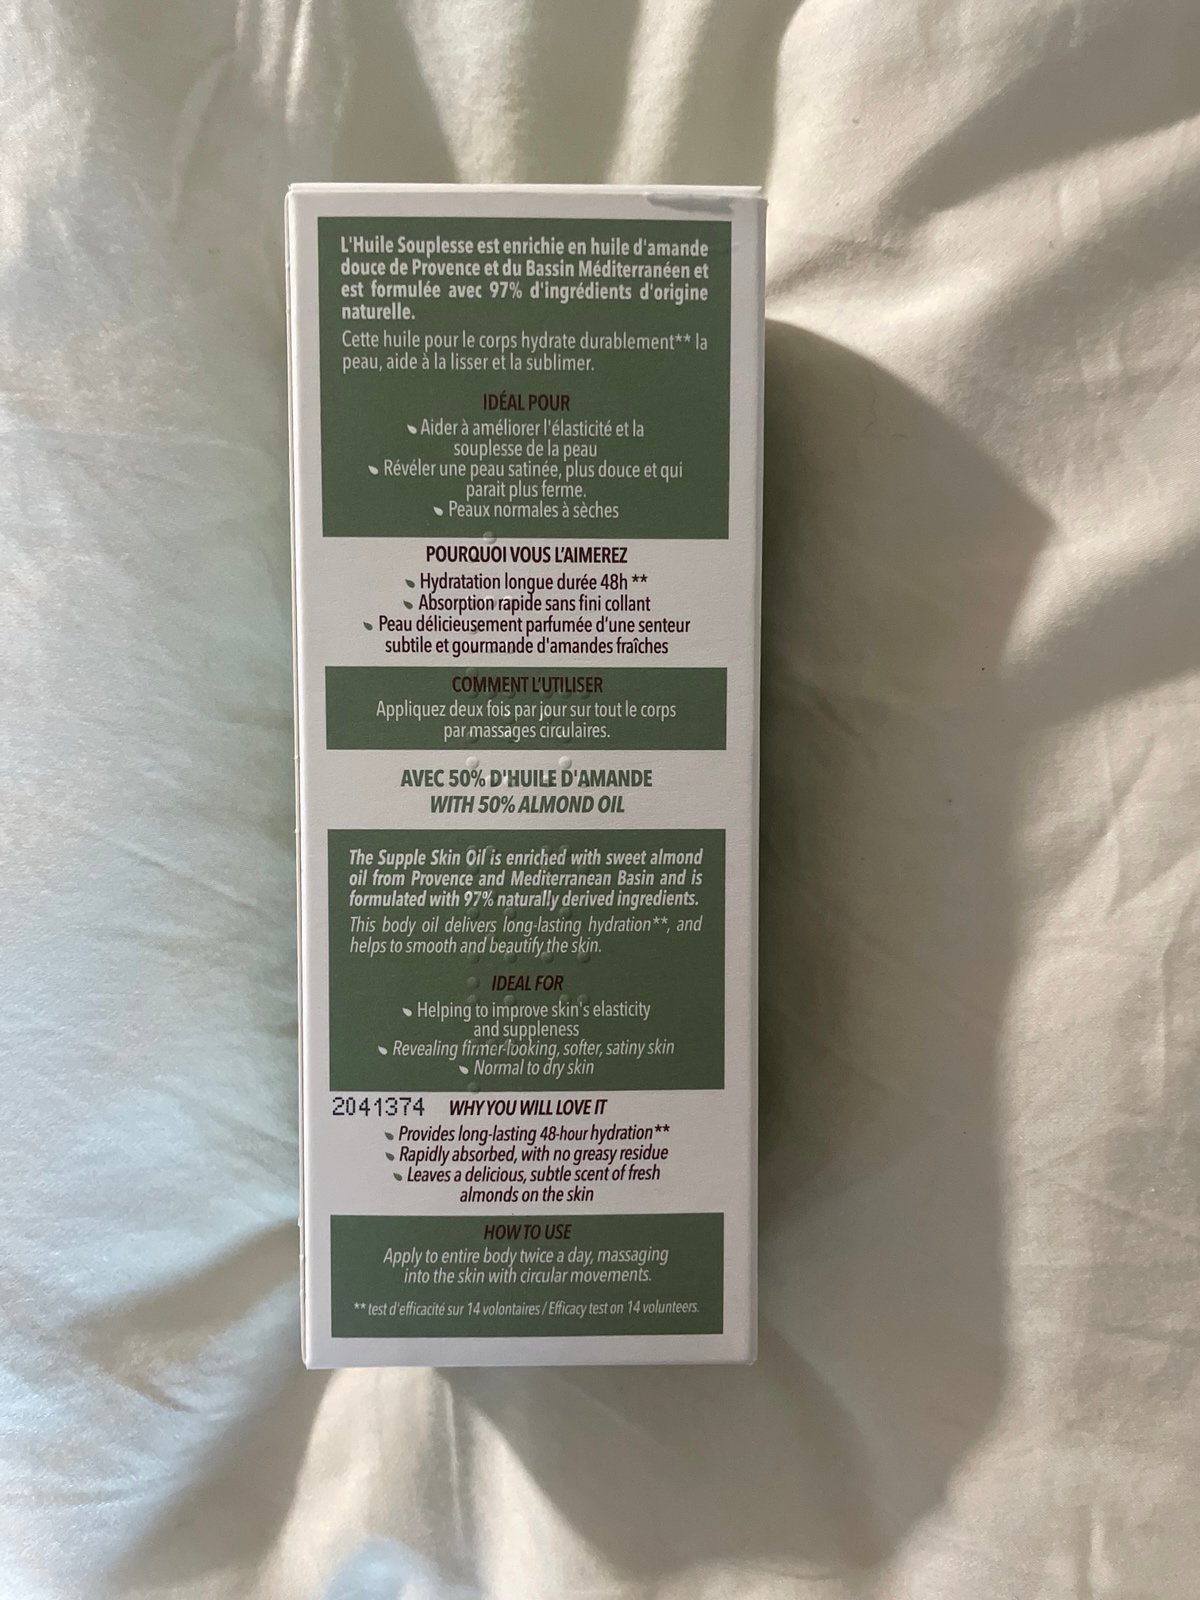 L'Huile Souplesse est enrichie en huile d'amande
douce de Provence et du Bassin Méditerranéen et
est formulée avec 97% d'ingrédients d'origine
naturelle.
Cette huile pour le corps hydrate durablement** la
peau, aide à la lisser et la sublimer.
IDÉAL POUR
Aider à améliorer l'élasticité et la
souplesse de la peau
Révéler une peau satinée, plus douce et qui
parait plus ferme.
Peaux normales à sèches
POURQUOI VOUS L'AIMEREZ
Hydratation longue durée 48h **
Absorption rapide sans fini collant
Peau délicieusement parfumée d'une senteur
subtile et gourmande d'amandes fraîches
COMMENT L'UTILISER
Appliquez deux fois par jour sur tout le corps
par massages circulaires.
AVEC 50% D'HUILE D'AMANDE
WITH 50% ALMOND OIL
The Supple Skin Oil is enriched with sweet almond
oil from Provence and Mediterranean Basin and is
formulated with 97% naturally derived ingredients.
This body oil delivers long-lasting hydration**, and
helps to smooth and beautify the skin.
IDEAL FOR
Helping to improve skin's elasticity
and suppleness
Revealing firmer-looking, softer, satiny skin
Normal to dry skin
2041374 WHY YOU WILL LOVE IT
Provides long-lasting 48-hour hydration**
Rapidly absorbed, with no greasy residue
Leaves a delicious, subtle scent of fresh
almonds on the skin
HOW TO USE
Apply to entire body twice a day, massaging
into the skin with circular movements.
** test d'efficacité sur 14 volontaires / Efficacy test on 14 volunteers.